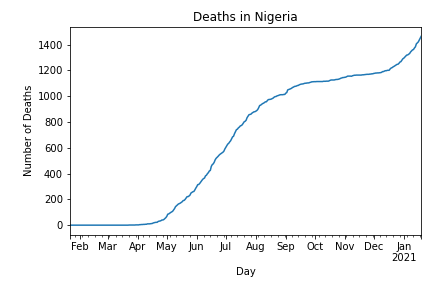 Deaths in Nigeria
Number of Deaths
1400
1200
1000
800
600
400
200
0
Feb Mar Apr May Jun Jul Aug Sep Oct Nov Dec Jan
2021
Day